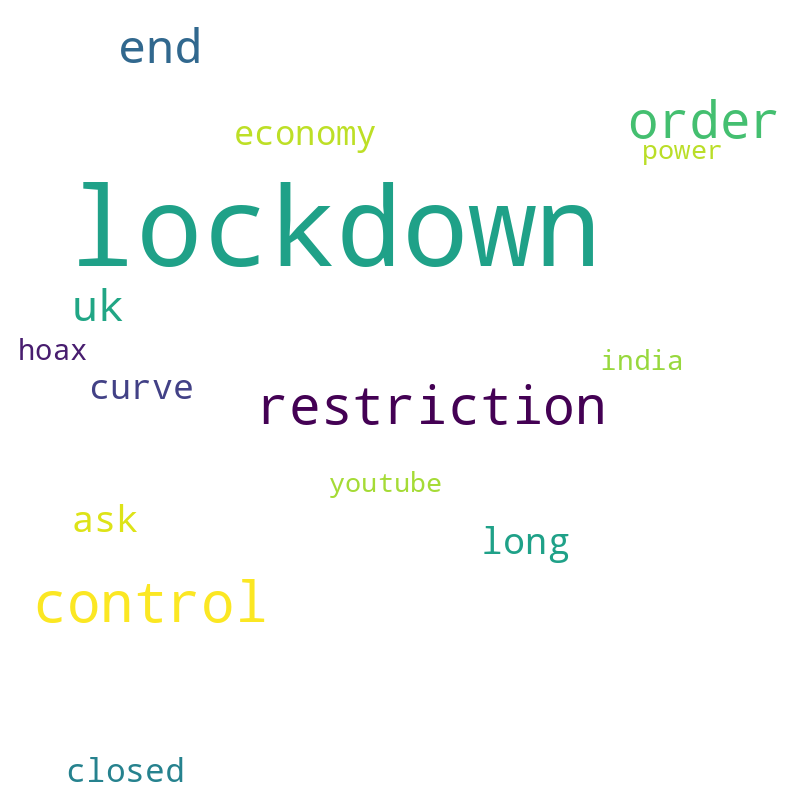 end
economy
order
power
lockdown
uk
hoax
india
curve
restriction
youtube
ask
long
control
closed